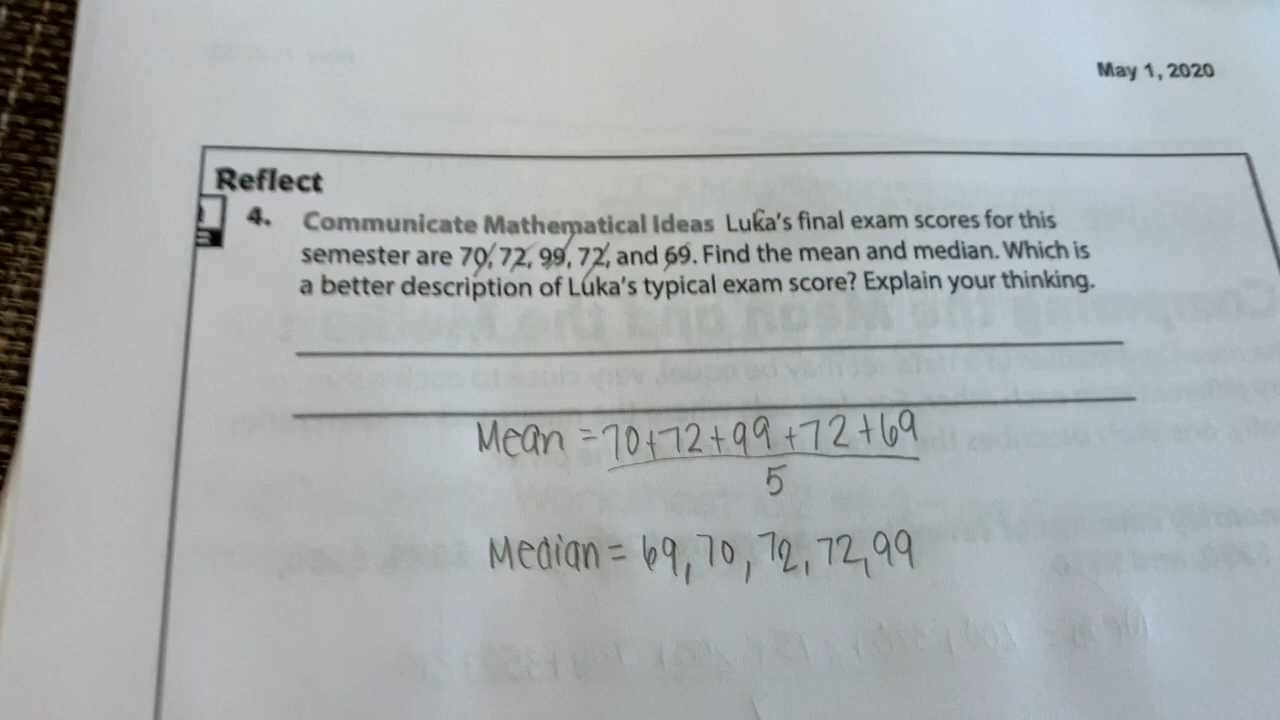 May 1, 2020
Reflect
4. Communicate Mathematical Ideas Luka's final exam scores for this
semester are 70, 72, 99, 72, and 69. Find the mean and median. Which is
a better description of Luka's typical exam score? Explain your thinking.
Mean = 70+72+99+72+69
5
Median = 69, 70, 72, 72, 99